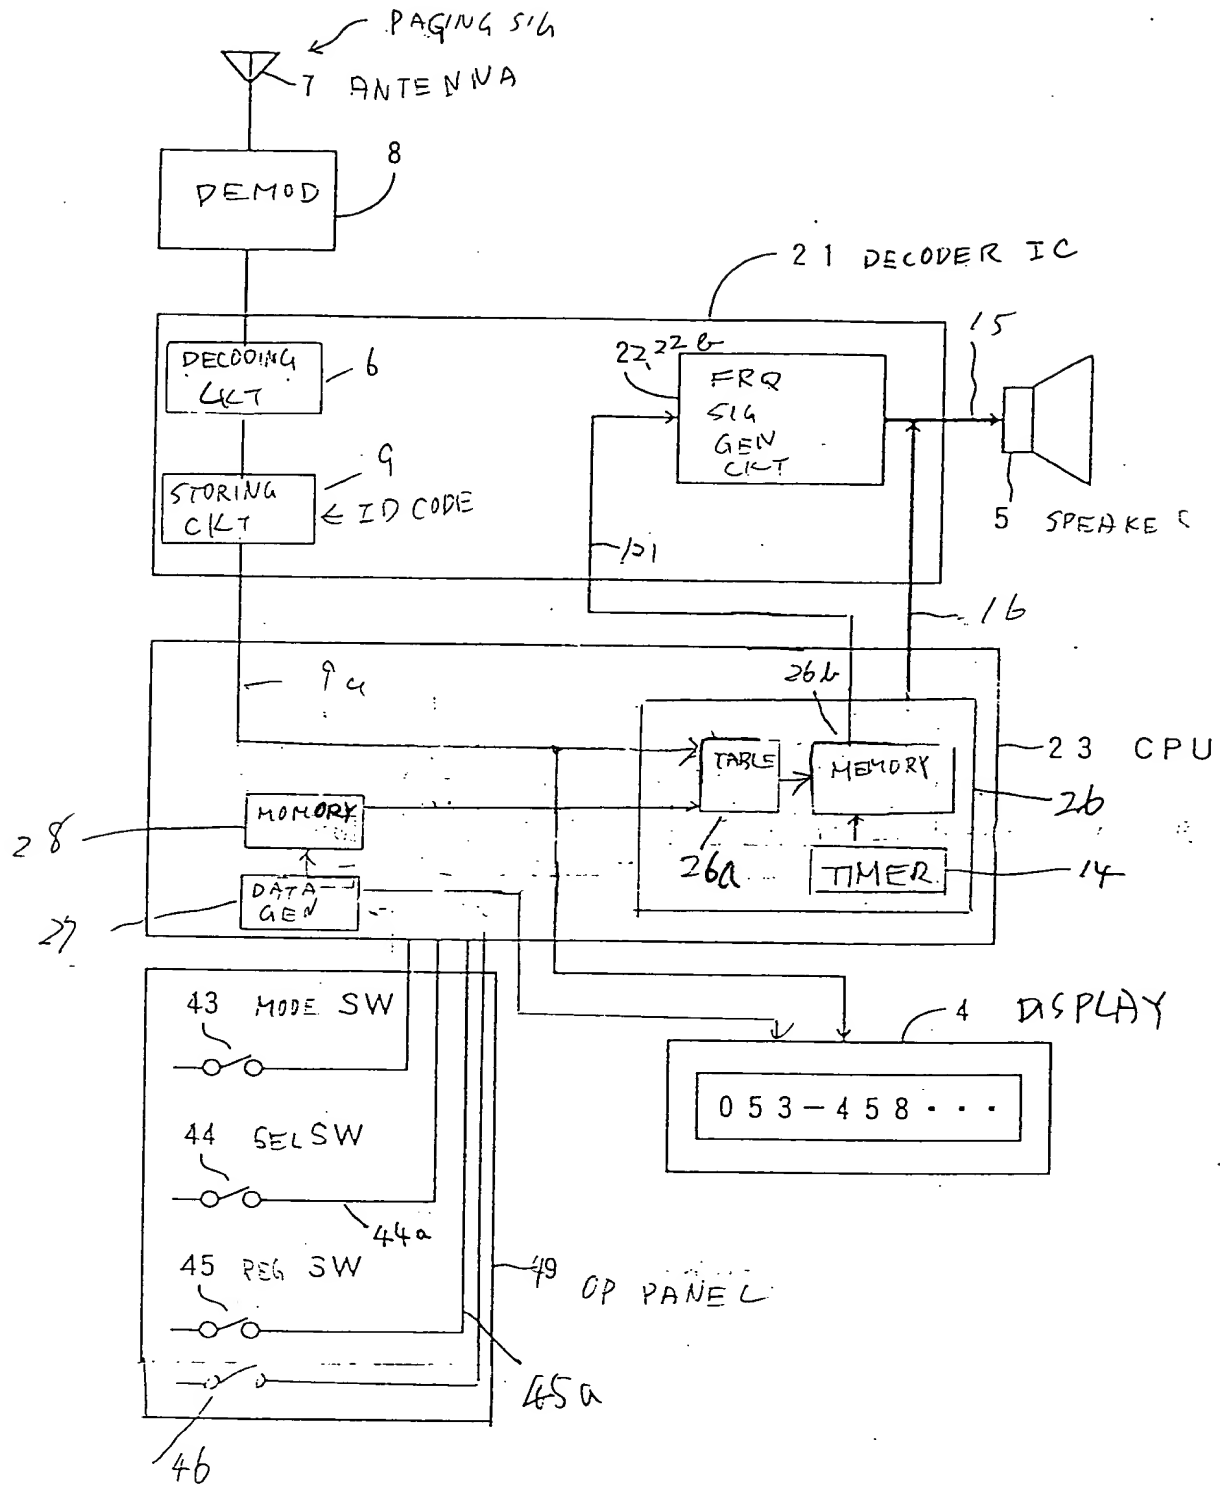 PAGING SIG
7 ANTENNA
8
DEMOD
21 DECODER IC
15
22, 22b
DECODING
CKT
6
FRQ
SIG
GEN
CKT
9
STORING
CKT
← ID CODE
5 SPEAKE
121
16
9a
26b
23 CPU
TABLE
MEMORY
26
MOMORY
28
26a
TIMER
14
DATA
GEN
27
43 MODE SW
4 DISPLAY
053-458・・・
44 SEL SW
44a
45 REG SW
49 OP PANEL
45a
46